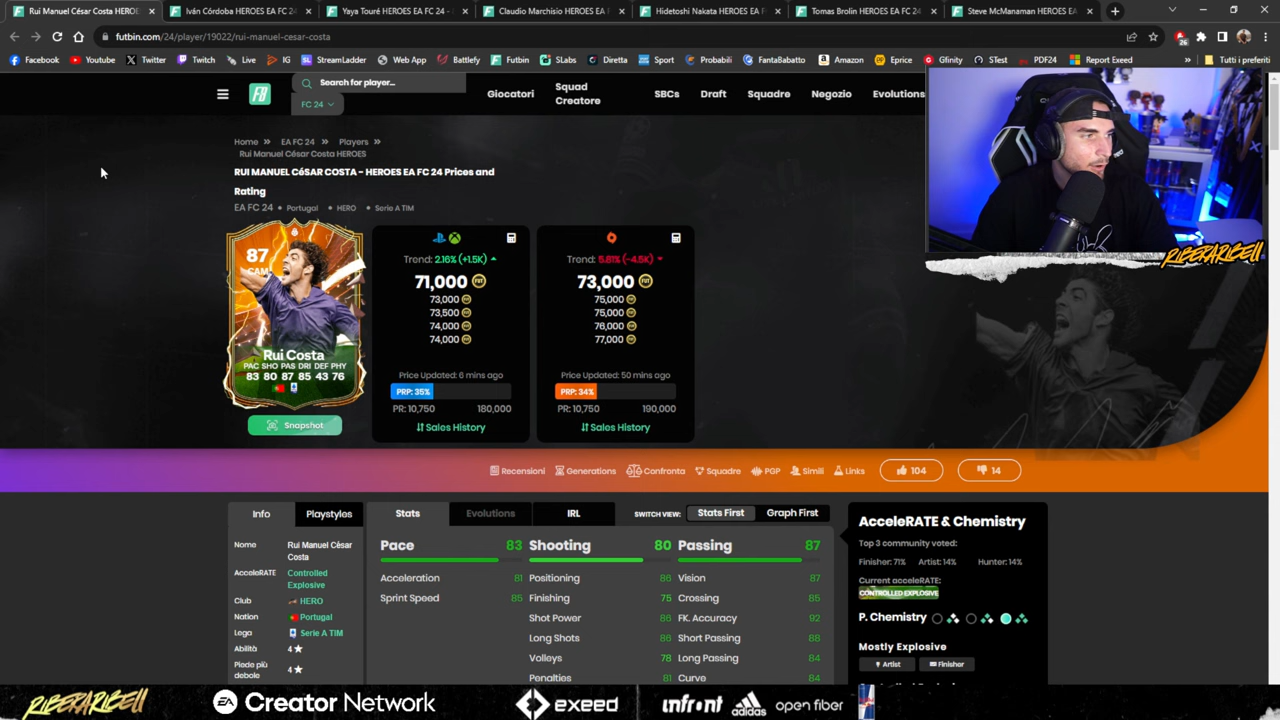 Rui Manuel César Costa HEROE
Iván Córdoba HEROES EA FC 24
Yaya Touré HEROES EA FC 24 -
Claudio Marchisio HEROES EA F
Hidetoshi Nakata HEROES EA FC
Tomas Brolin HEROES EA FC 24
Steve McManaman HEROES EA F
futbin.com/24/player/19022/rui-manuel-cesar-costa
26
Facebook
Youtube
Twitter
Twitch
Live
IG
StreamLadder
Web App
Battlefy
Futbin
SLabs
Diretta
Sport
Probabili
FantaBabatto
Amazon
Eprice
Gfinity
STest
PDF24
Report Exeed
»
Tutti i preferiti
Search for player...
FC 24
Giocatori
Squad
Creatore
SBCs
Draft
Squadre
Negozio
Evolutions
Home » EA FC 24 » Players »
Rui Manuel César Costa HEROES
RUI MANUEL CéSAR COSTA - HEROES EA FC 24 Prices and
Rating
EA FC 24 • Portugal • HERO • Serie A TIM
87
CAM
Rui Costa
PAC SHO PAS DRI DEF PHY
83 80 87 85 43 76
Snapshot
Trend: 2.16% (+1.5K)
71,000
73,000
73,500
74,000
74,000
Price Updated: 6 mins ago
PRP: 35%
PR: 10,750 180,000
Sales History
Trend: 5.81% (-4.5K)
73,000
75,000
75,000
76,000
77,000
Price Updated: 50 mins ago
PRP: 34%
PR: 10,750 190,000
Sales History
RIBERARIBELL
Recensioni
Generations
Confronta
Squadre
PGP
Simili
Links
104
14
Info
Playstyles
Nome Rui Manuel César
Costa
AcceleRATE Controlled
Explosive
Club HERO
Nation Portugal
Lega Serie A TIM
Abilità 4
Piede più
debole 4
Stats
Evolutions
IRL
SWITCH VIEW:
Stats First
Graph First
Pace 83
Acceleration 81
Sprint Speed 85
Shooting 80
Positioning 86
Finishing 75
Shot Power 86
Long Shots 86
Volleys 78
Penalties 81
Passing 87
Vision 87
Crossing 85
FK. Accuracy 92
Short Passing 88
Long Passing 84
Curve 84
AcceleRATE & Chemistry
Top 3 community voted:
Finisher: 71% Artist: 14% Hunter: 14%
Current acceleRATE:
CONTROLLED EXPLOSIVE
P. Chemistry
Mostly Explosive
Artist
Finisher
RIBERARIBELL
EA Creator Network
exeed
infront
adidas
open fiber